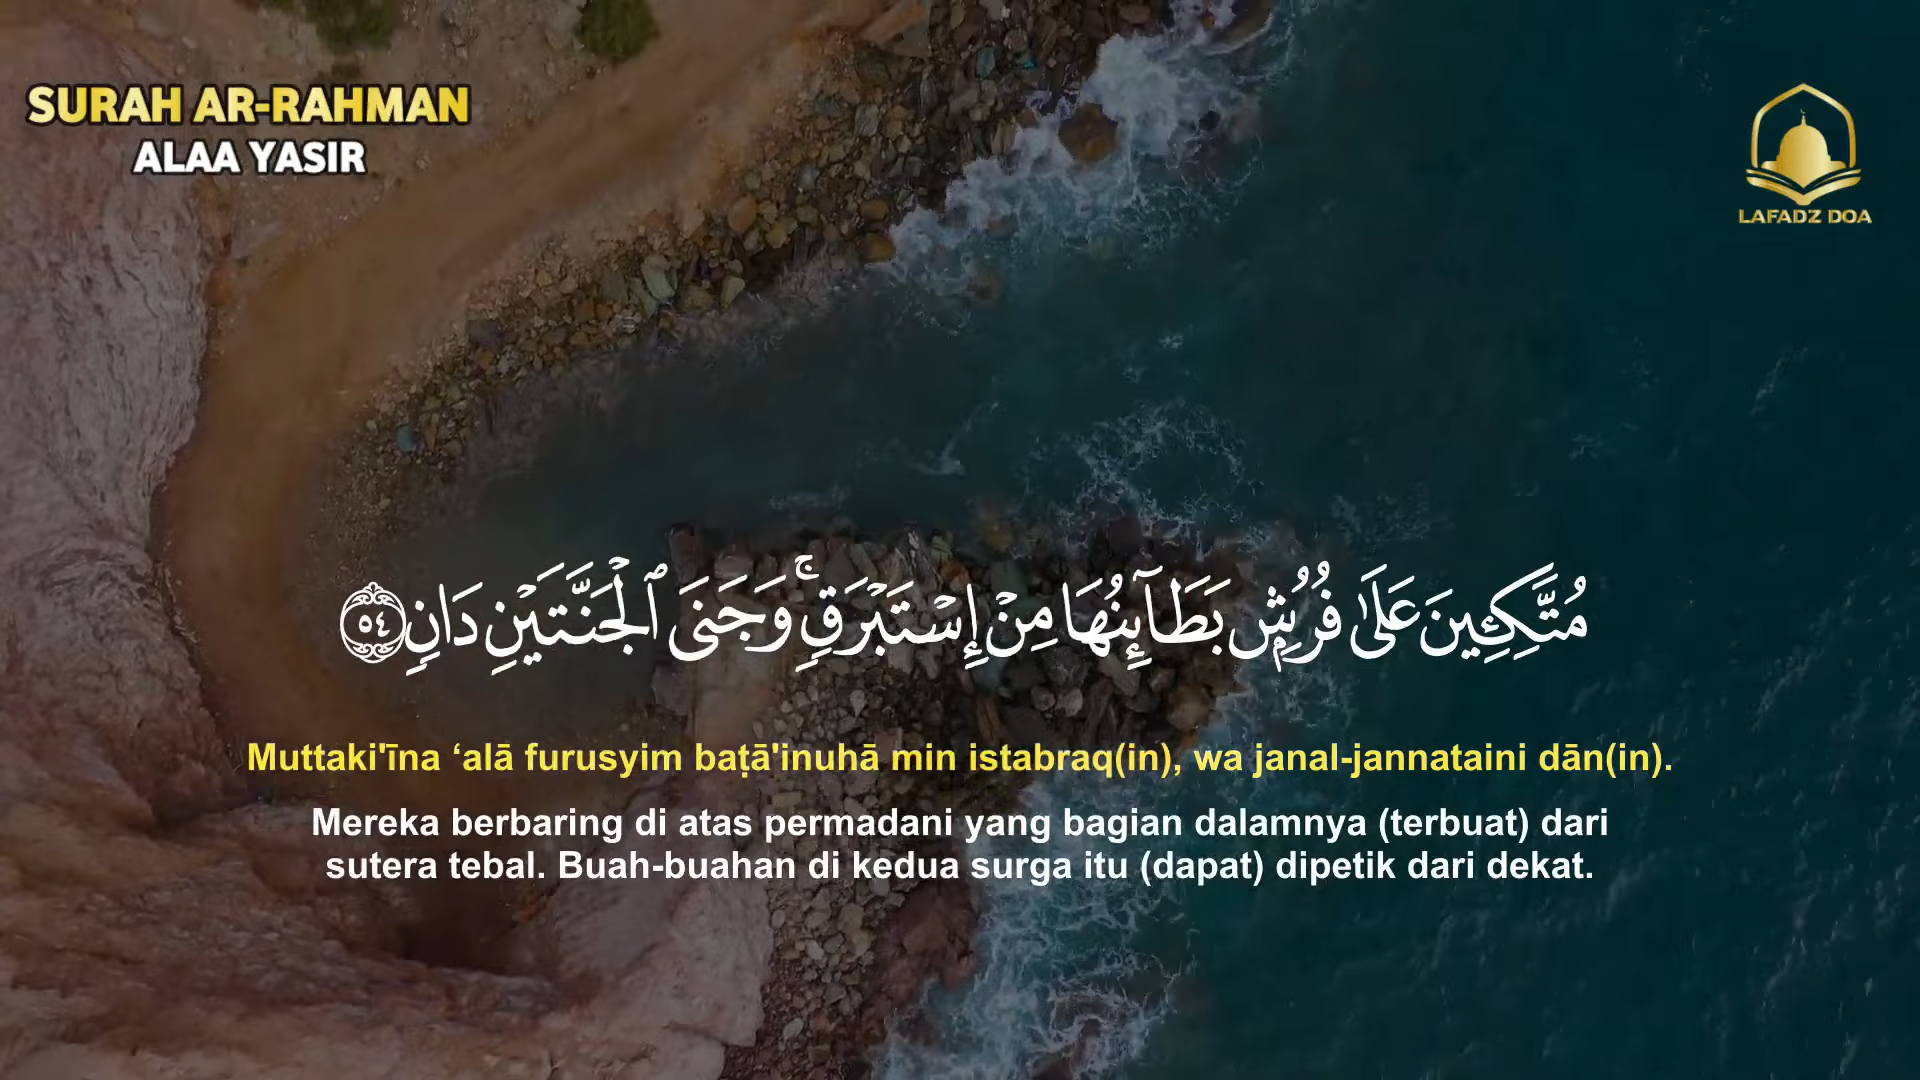 SURAH AR-RAHMAN
ALAA YASIR
LAFADZ DOA
مُتَّكِـِٔينَ عَلَىٰ فُرُشٍۭ بَطَآئِنُهَا مِنْ إِسْتَبْرَقٍۚ وَجَنَى ٱلْجَنَّتَيْنِ دَانٍ ٥٤
Muttaki'īna ‘alā furusyim baṭā'inuhā min istabraq(in), wa janal-jannataini dān(in).
Mereka berbaring di atas permadani yang bagian dalamnya (terbuat) dari
sutera tebal. Buah-buahan di kedua surga itu (dapat) dipetik dari dekat.